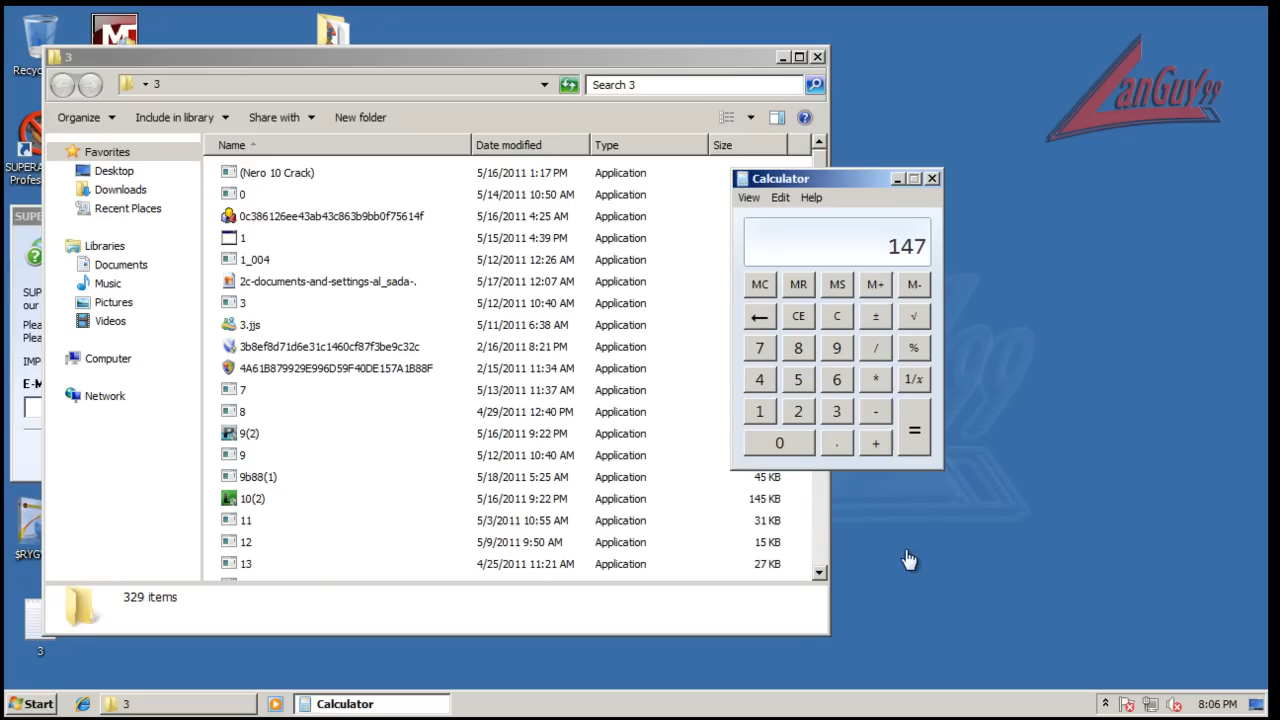 Recyc
LanGuy99
3
3
Search 3
Organize
Include in library
Share with
New folder
Favorites
Desktop
Downloads
Recent Places
Libraries
Documents
Music
Pictures
Videos
Computer
Network
Name
Date modified
Type
Size
(Nero 10 Crack) 5/16/2011 1:17 PM Application
0 5/14/2011 10:50 AM Application
0c386126ee43ab43c863b9bb0f75614f 5/16/2011 4:25 AM Application
1 5/15/2011 4:39 PM Application
1_004 5/12/2011 12:26 AM Application
2c-documents-and-settings-al_sada-. 5/17/2011 12:07 AM Application
3 5/12/2011 10:40 AM Application
3.jjs 5/11/2011 6:38 AM Application
3b8ef8d71d6e31c1460cf87f3be9c32c 2/16/2011 8:21 PM Application
4A61B879929E996D59F40DE157A1B88F 2/15/2011 11:34 AM Application
7 5/13/2011 11:37 AM Application
8 4/29/2011 12:40 PM Application
9(2) 5/16/2011 9:22 PM Application
9 5/12/2011 10:40 AM Application
9b88(1) 5/18/2011 5:25 AM Application 45 KB
10(2) 5/16/2011 9:22 PM Application 145 KB
11 5/3/2011 10:55 AM Application 31 KB
12 5/9/2011 9:50 AM Application 15 KB
13 4/25/2011 11:21 AM Application 27 KB
329 items
SUPERA
Profes
SUPE
SUP
our
Plea
Plea
IMP
E-M
$RYG
3
Calculator
View Edit Help
147
MC MR MS M+ M-
← CE C ± √
7 8 9 / %
4 5 6 * 1/x
1 2 3 - =
0 . +
Start
3
Calculator
8:06 PM